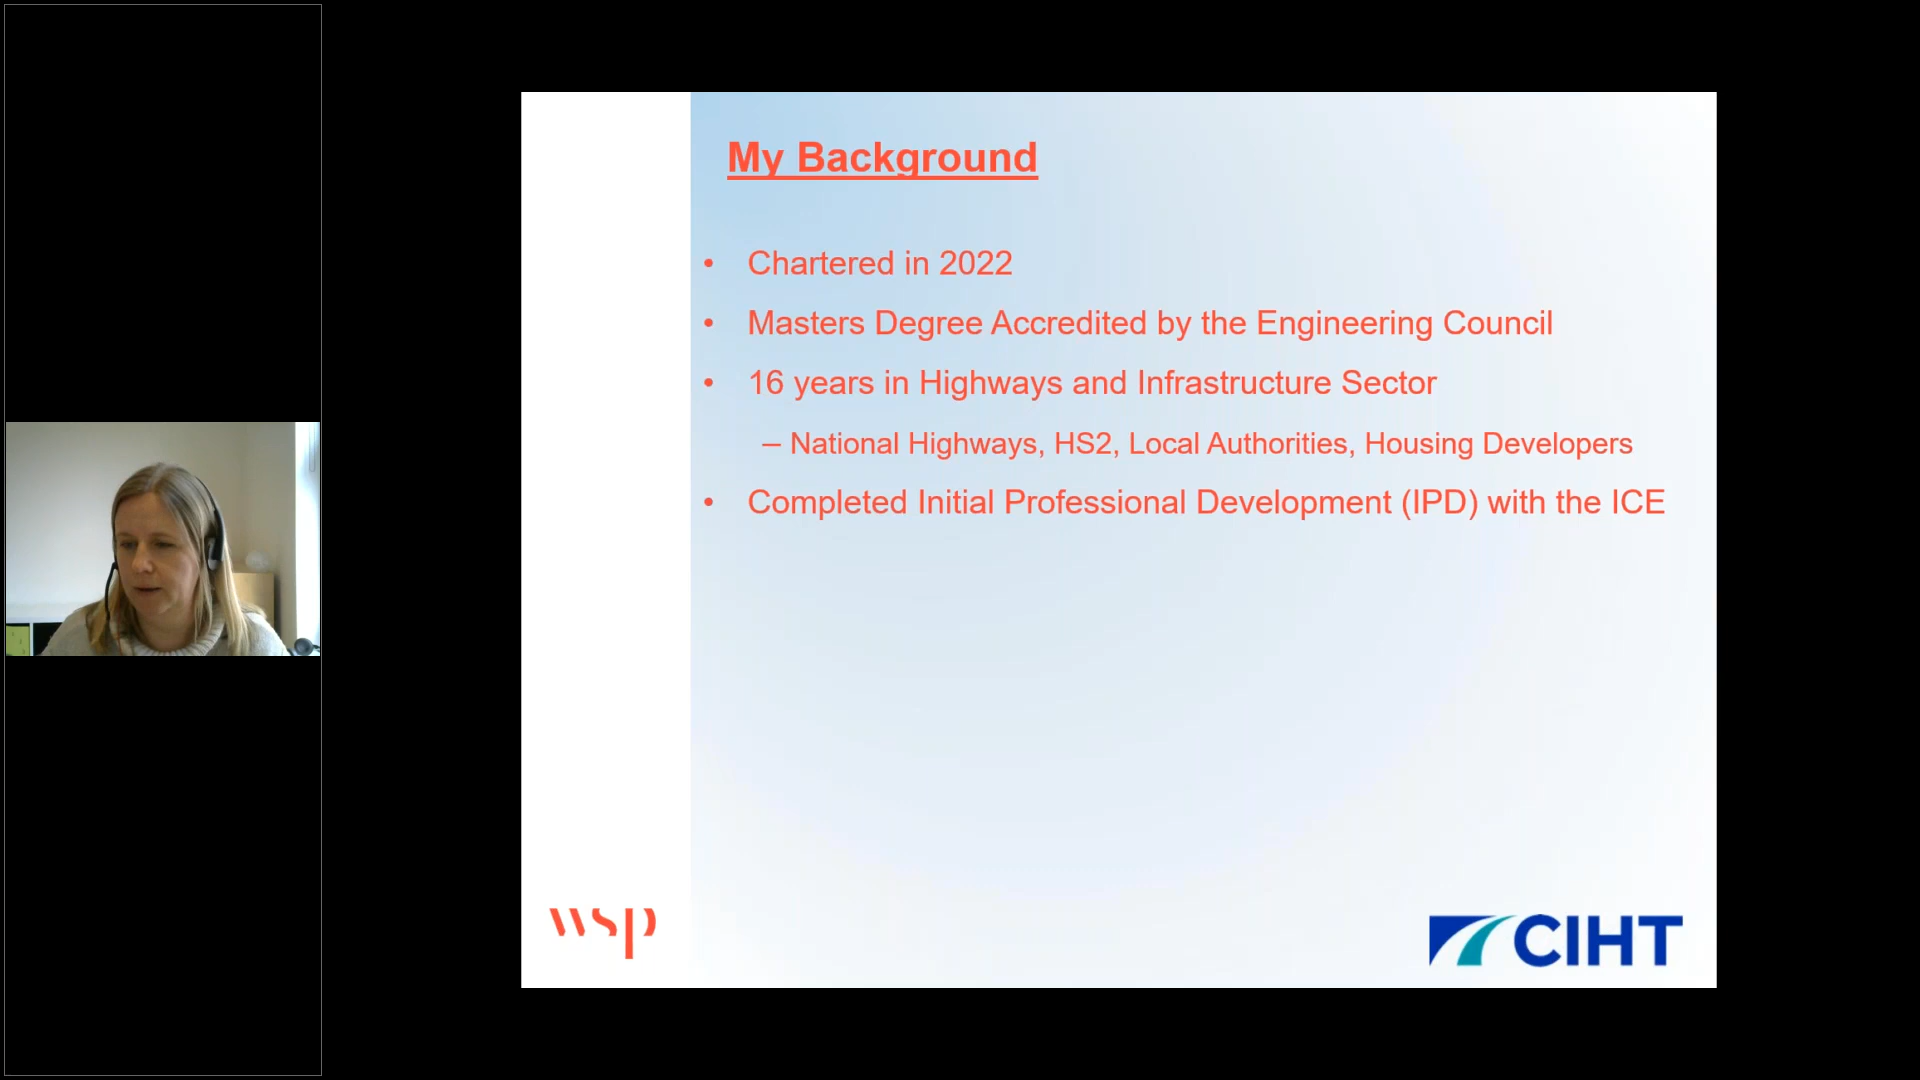 My Background
• Chartered in 2022
• Masters Degree Accredited by the Engineering Council
• 16 years in Highways and Infrastructure Sector
– National Highways, HS2, Local Authorities, Housing Developers
• Completed Initial Professional Development (IPD) with the ICE
wsp
CIHT